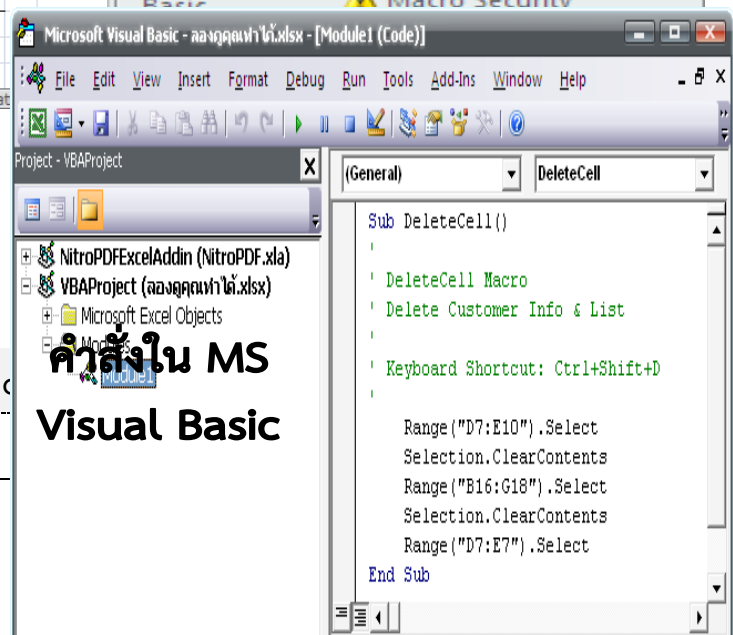 Basic
Macro Security
Microsoft Visual Basic - ลองดูคุณทำได้.xlsx - [Module1 (Code)]
File Edit View Insert Format Debug Run Tools Add-Ins Window Help
Project - VBAProject
(General) DeleteCell
NitroPDFExcelAddin (NitroPDF.xla)
VBAProject (ลองดูคุณทำได้.xlsx)
Microsoft Excel Objects
Modules
Module1
คำสั่งใน MS
Visual Basic
Sub DeleteCell()
'
' DeleteCell Macro
' Delete Customer Info & List
'
' Keyboard Shortcut: Ctrl+Shift+D
'
Range("D7:E10").Select
Selection.ClearContents
Range("B16:G18").Select
Selection.ClearContents
Range("D7:E7").Select
End Sub